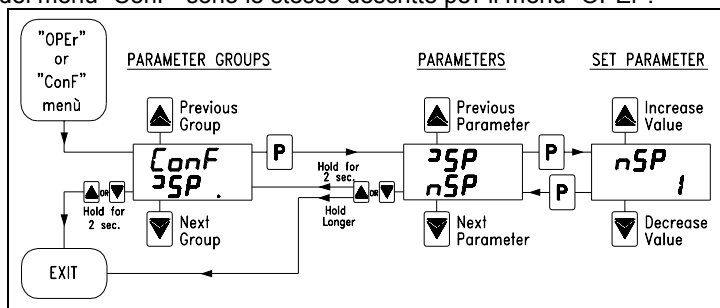 del menù "ConF" sono le stesse descritte per il menù "OPEr".
"OPEr"
or
"ConF"
menù
PARAMETER GROUPS
PARAMETERS
SET PARAMETER
Previous
Group
Previous
Parameter
Increase
Value
ConF
SP .
P
Hold for
2 sec.
SP
nSP
P
nSP
1
OR
Hold for
2 sec.
OR
Hold
Longer
P
Next
Group
Next
Parameter
Decrease
Value
EXIT